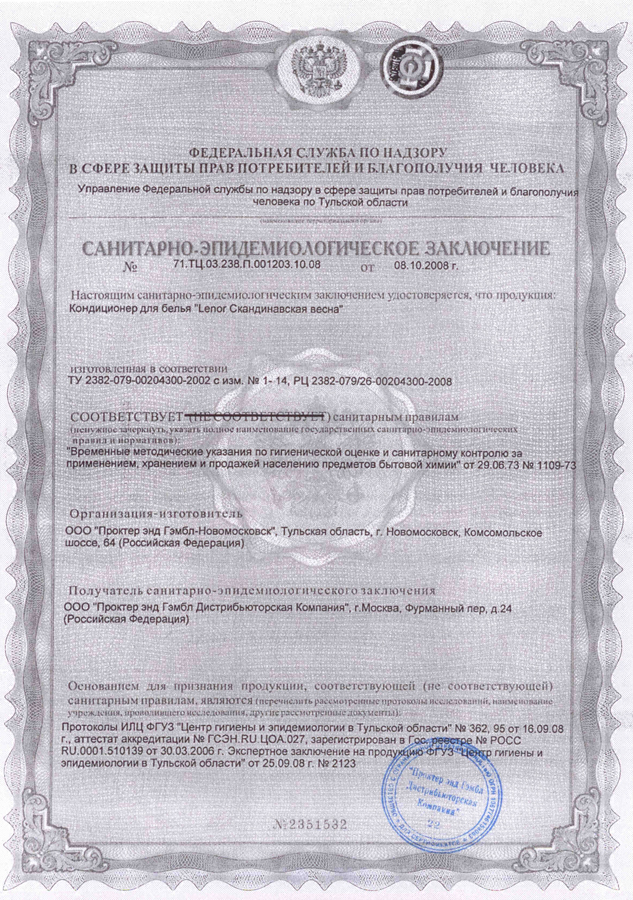 ФЕДЕРАЛЬНАЯ СЛУЖБА ПО НАДЗОРУ
В СФЕРЕ ЗАЩИТЫ ПРАВ ПОТРЕБИТЕЛЕЙ И БЛАГОПОЛУЧИЯ ЧЕЛОВЕКА
Управление Федеральной службы по надзору в сфере защиты прав потребителей и благополучия
человека по Тульской области
(наименование территориального органа)
САНИТАРНО-ЭПИДЕМИОЛОГИЧЕСКОЕ ЗАКЛЮЧЕНИЕ
№ 71.ТЦ.03.238.П.001203.10.08 от 08.10.2008 г.
Настоящим санитарно-эпидемиологическим заключением удостоверяется, что продукция:
Кондиционер для белья "Lenor Скандинавская весна"
изготовленная в соответствии
ТУ 2382-079-00204300-2002 с изм. № 1- 14, РЦ 2382-079/26-00204300-2008
СООТВЕТСТВУЕТ (НЕ СООТВЕТСТВУЕТ) санитарным правилам
(ненужное зачеркнуть, указать полное наименование государственных санитарно-эпидемиологических
правил и нормативов):
"Временные методические указания по гигиенической оценке и санитарному контролю за
применением, хранением и продажей населению предметов бытовой химии" от 29.06.73 № 1109-73
Организация-изготовитель
ООО "Проктер энд Гэмбл-Новомосковск", Тульская область, г. Новомосковск, Комсомольское
шоссе, 64 (Российская Федерация)
Получатель санитарно-эпидемиологического заключения
ООО "Проктер энд Гэмбл Дистрибьюторская Компания", г.Москва, Фурманный пер, д.24
(Российская Федерация)
Основанием для признания продукции, соответствующей (не соответствующей)
санитарным правилам, являются (перечислить рассмотренные протоколы исследований, наименование
учреждения, проводившего исследования, другие рассмотренные документы):
Протоколы ИЛЦ ФГУЗ "Центр гигиены и эпидемиологии в Тульской области" № 362, 95 от 16.09.08
г., аттестат аккредитации № ГСЭН.RU.ЦОА.027, зарегистрирован в Гос. реестре № РОСС
RU.0001.510139 от 30.03.2006 г. Экспертное заключение на продукцию ФГУЗ "Центр гигиены и
эпидемиологии в Тульской области" от 25.09.08 г. № 2123
"Проктер энд Гэмбл
Дистрибьюторская
Компания"
22
№2351532